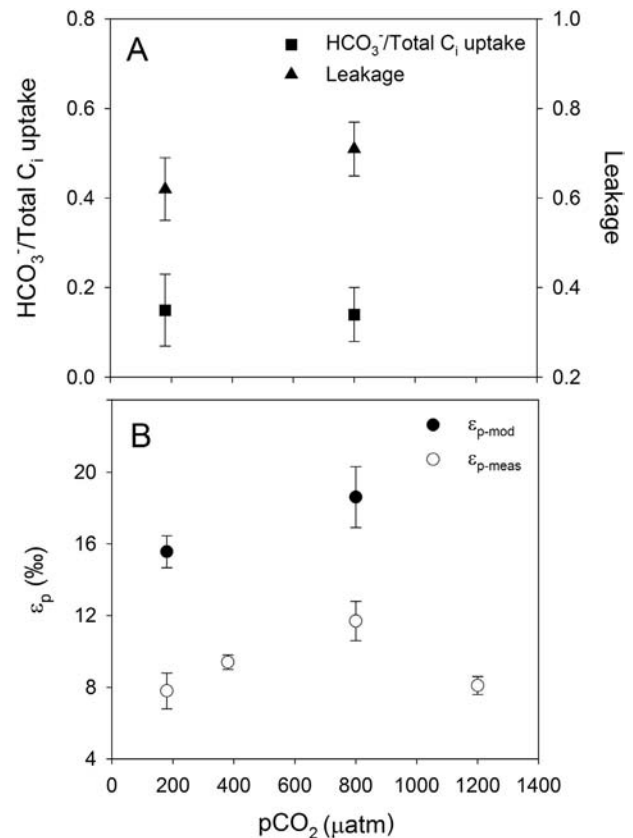 A
HCO₃⁻/Total Cᵢ uptake
Leakage
0.8
0.6
0.4
0.2
0.0
HCO₃⁻/Total Cᵢ uptake
1.0
0.8
0.6
0.4
0.2
Leakage
B
εp-mod
εp-meas
20
16
12
8
4
εp (‰)
0 200 400 600 800 1000 1200 1400
pCO₂ (μatm)